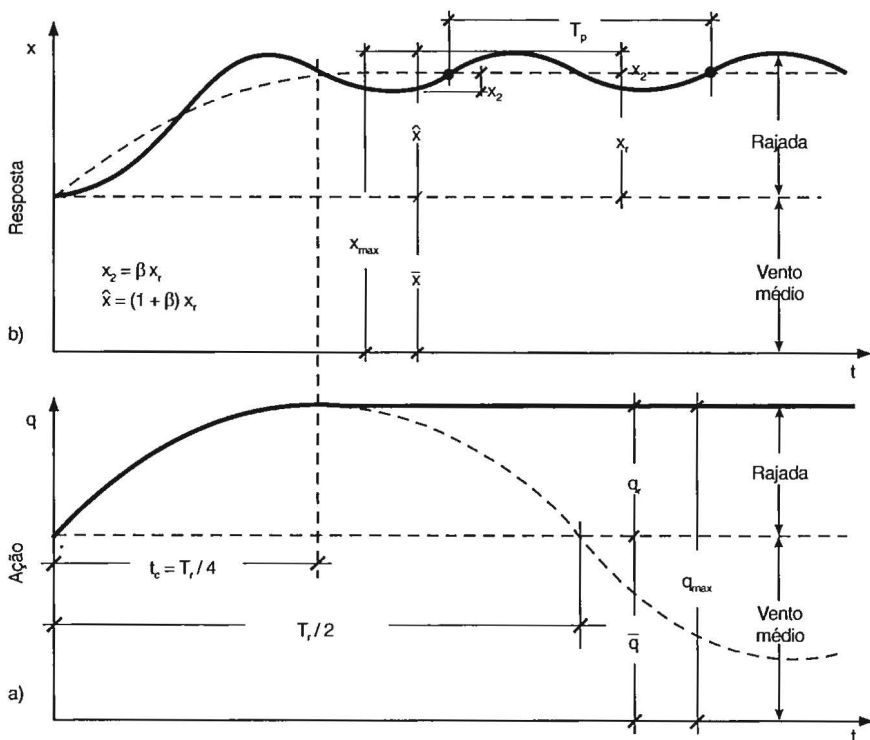 x
T_p
x_2
-x_2
x̂
x_r
Rajada
Resposta
x_max
x̄
x_2 = β x_r
x̂ = (1 + β) x_r
Vento
médio
b)
t
q
q_r
Rajada
Ação
t_c = T_r / 4
q_max
T_r / 2
q̄
Vento
médio
a)
t